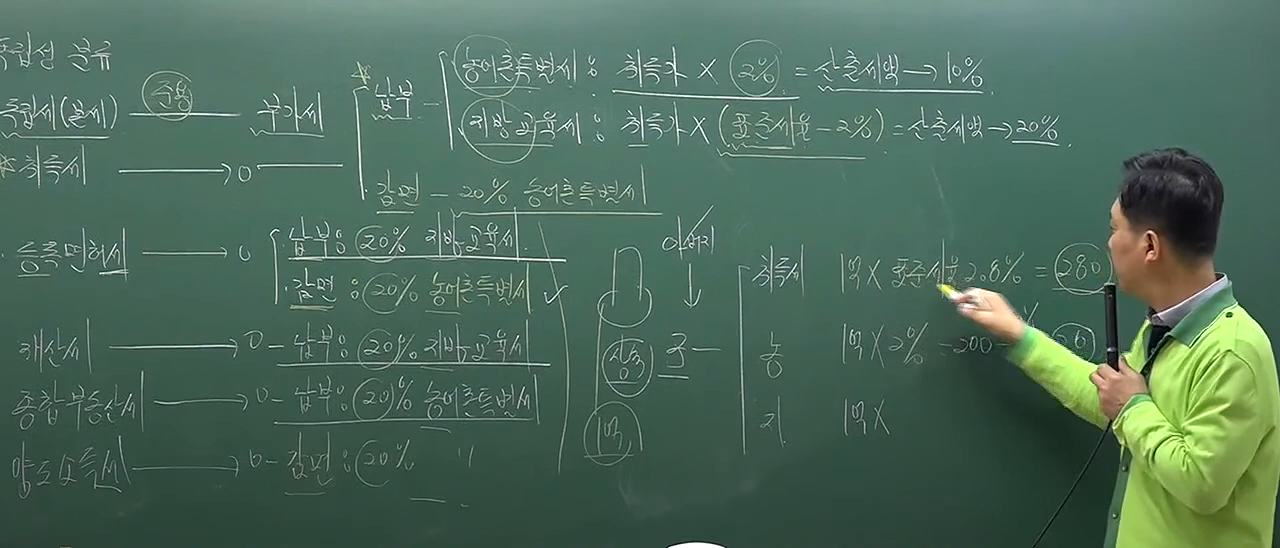 독립성 분류
독립세(본세) 부가세
취득세 → 0
등록면허세 → 0
재산세 → 0
종합부동산세 → 0
양도소득세 → 0
납부
농어촌특별세 : 취득가 X 2% = 산출세액 → 10%
지방교육세 : 취득가 X (표준세율 - 2%) = 산출세액 → 20%
감면 - 20% 농어촌특별세
납부 : 20% 지방교육세
감면 : 20% 농어촌특별세 ✓
납부 : 20% 지방교육세
납부 : 20% 농어촌특별세
감면 : 20% 〃
상속
1억
취득세 1억 X 표준세율 2.8% = 280
농 1억 X 2% = 200
지 1억 X